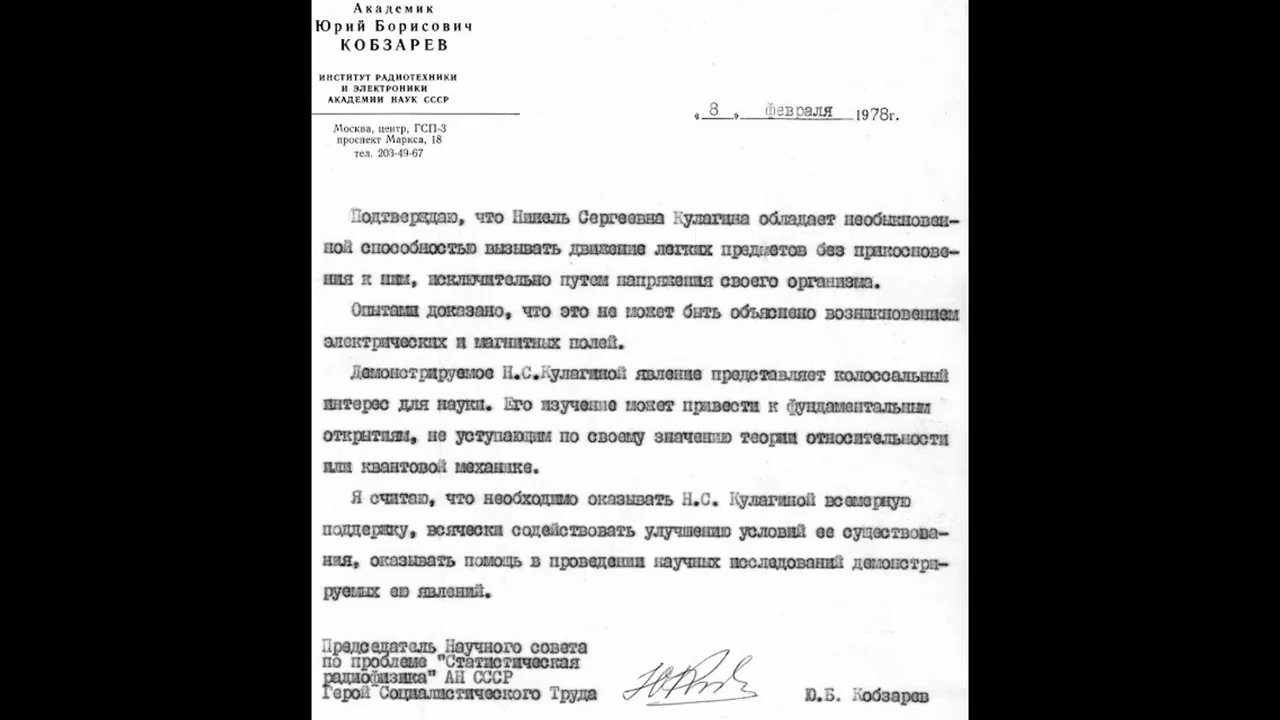 Академик
Юрий Борисович
КОБЗАРЕВ
ИНСТИТУТ РАДИОТЕХНИКИ
И ЭЛЕКТРОНИКИ
АКАДЕМИИ НАУК СССР
Москва, центр, ГСП-3
проспект Маркса, 18
тел. 203-49-67
« 8 » февраля 1978г.
Подтверждаю, что Нинель Сергеевна Кулагина обладает необыкновен-
ной способностью вызывать движение легких предметов без прикоснове-
ния к ним, исключительно путем напряжения своего организма.
Опытами доказано, что это не может быть объяснено возникновением
электрических и магнитных полей.
Демонстрируемое Н.С.Кулагиной явление представляет колоссальный
интерес для науки. Его изучение может привести к фундаментальным
открытиям, не уступающим по своему значению теории относительности
или квантовой механике.
Я считаю, что необходимо оказывать Н.С. Кулагиной всемерную
поддержку, всячески содействовать улучшению условий ее существова-
ния, оказывать помощь в проведении научных исследований демонстри-
руемых ею явлений.
Председатель Научного совета
по проблеме "Статистическая
радиофизика" АН СССР
Герой Социалистического Труда
Ю.Б. Кобзарев